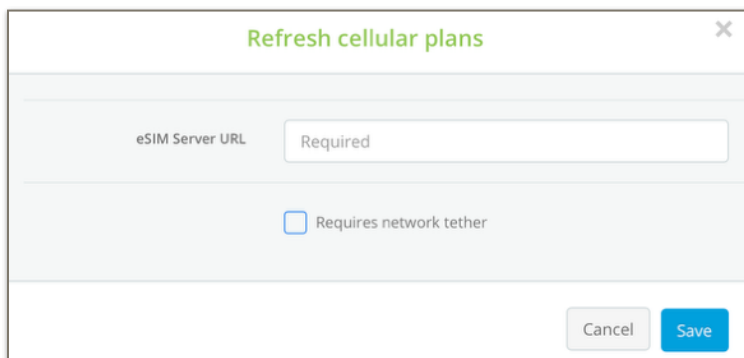 Refresh cellular plans
eSIM Server URL
Required
Requires network tether
Cancel
Save